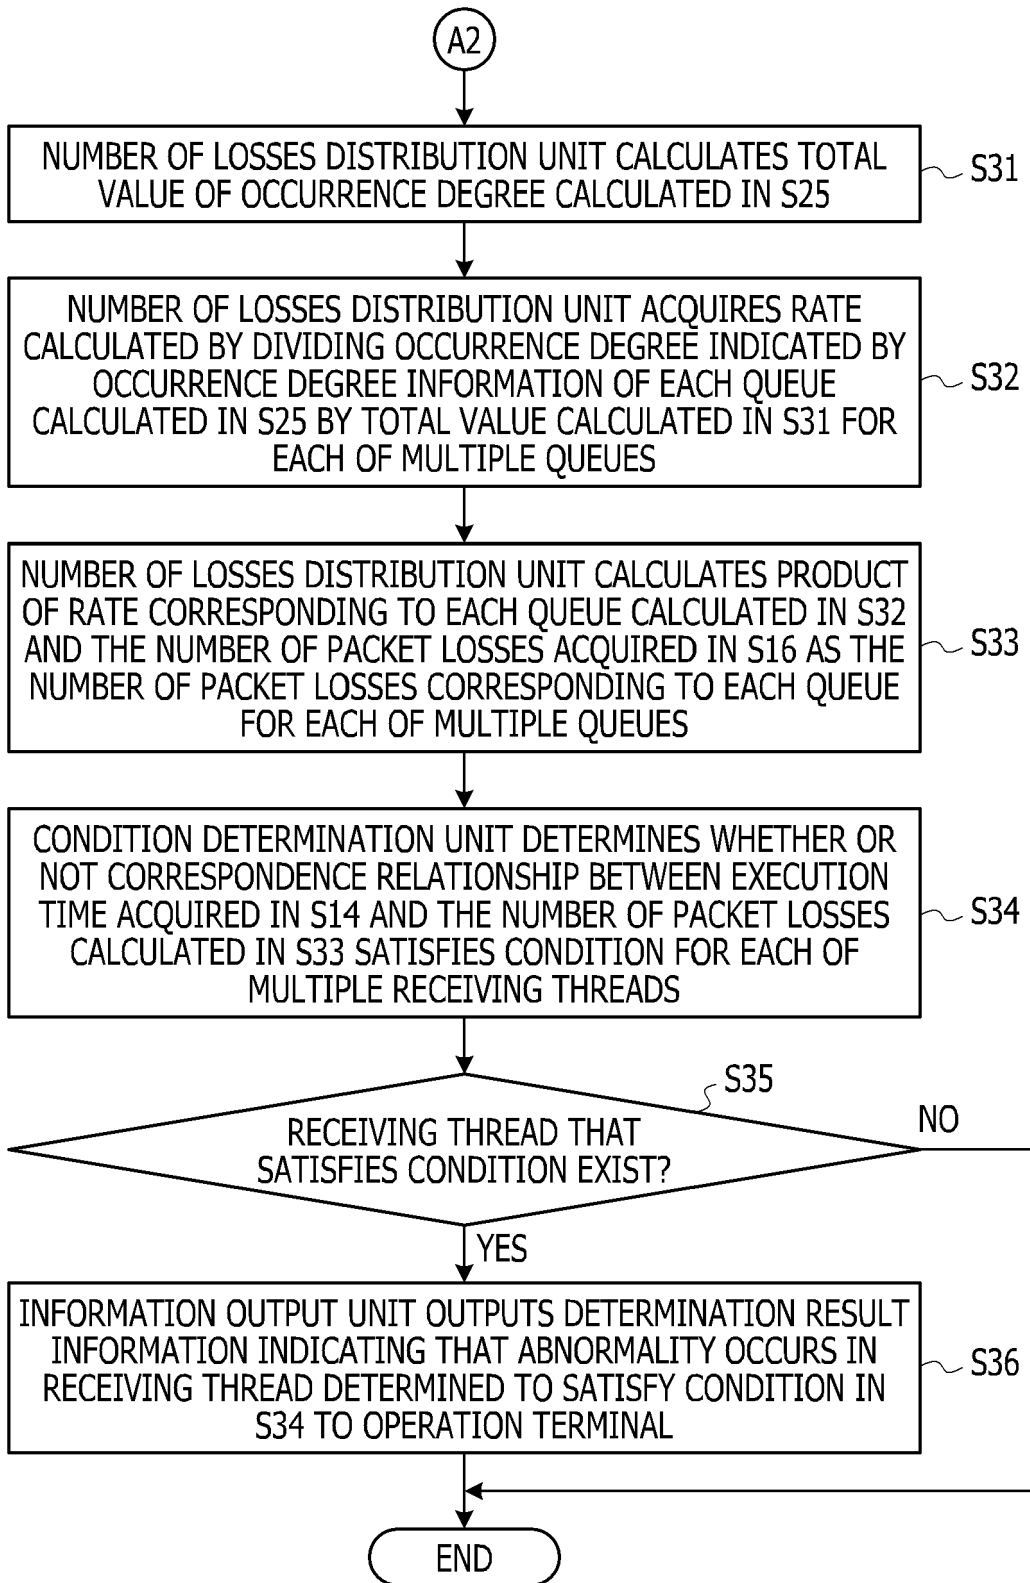 A2
NUMBER OF LOSSES DISTRIBUTION UNIT CALCULATES TOTAL
VALUE OF OCCURRENCE DEGREE CALCULATED IN S25
S31
NUMBER OF LOSSES DISTRIBUTION UNIT ACQUIRES RATE
CALCULATED BY DIVIDING OCCURRENCE DEGREE INDICATED BY
OCCURRENCE DEGREE INFORMATION OF EACH QUEUE
CALCULATED IN S25 BY TOTAL VALUE CALCULATED IN S31 FOR
EACH OF MULTIPLE QUEUES
S32
NUMBER OF LOSSES DISTRIBUTION UNIT CALCULATES PRODUCT
OF RATE CORRESPONDING TO EACH QUEUE CALCULATED IN S32
AND THE NUMBER OF PACKET LOSSES ACQUIRED IN S16 AS THE
NUMBER OF PACKET LOSSES CORRESPONDING TO EACH QUEUE
FOR EACH OF MULTIPLE QUEUES
S33
CONDITION DETERMINATION UNIT DETERMINES WHETHER OR
NOT CORRESPONDENCE RELATIONSHIP BETWEEN EXECUTION
TIME ACQUIRED IN S14 AND THE NUMBER OF PACKET LOSSES
CALCULATED IN S33 SATISFIES CONDITION FOR EACH OF
MULTIPLE RECEIVING THREADS
S34
S35
RECEIVING THREAD THAT
SATISFIES CONDITION EXIST?
NO
YES
INFORMATION OUTPUT UNIT OUTPUTS DETERMINATION RESULT
INFORMATION INDICATING THAT ABNORMALITY OCCURS IN
RECEIVING THREAD DETERMINED TO SATISFY CONDITION IN
S34 TO OPERATION TERMINAL
S36
END